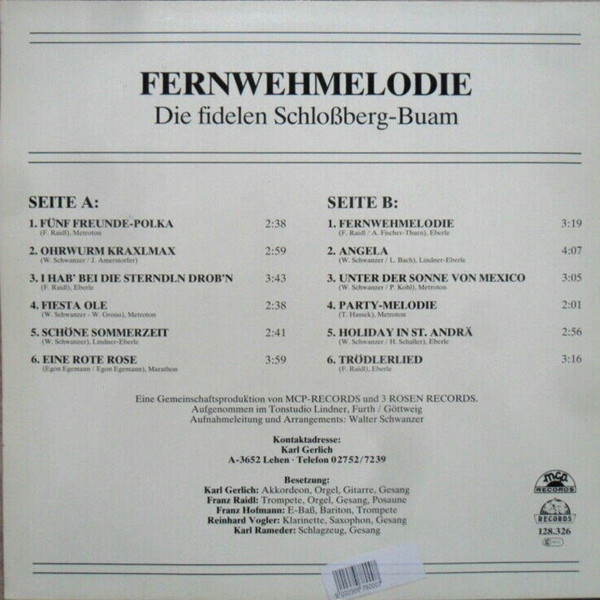 FERNWEHMELODIE
Die fidelen Schloßberg-Buam
SEITE A:
1. FÜNF FREUNDE-POLKA 2:38
(F. Raidl), Metroton
2. OHRWURM KRAXLMAX 2:59
(W. Schwanzer / J. Amerstorfer)
3. I HAB' BEI DIE STERNDLN DROB'N 3:43
(F. Raidl), Eberle
4. FIESTA OLE 2:38
(W. Schwanzer - W. Grosu), Metroton
5. SCHÖNE SOMMERZEIT 2:41
(W. Schwanzer), Lindner-Eberle
6. EINE ROTE ROSE 3:59
(Egon Egemann / Egon Egemann), Marathon
SEITE B:
1. FERNWEHMELODIE 3:19
(F. Raidl / A. Fischer-Thurn), Eberle
2. ANGELA 4:07
(W. Schwanzer / L. Bach), Lindner-Eberle
3. UNTER DER SONNE VON MEXICO 3:05
(W. Schwanzer / P. Kohl), Metroton
4. PARTY-MELODIE 2:01
(T. Hassek), Metroton
5. HOLIDAY IN ST. ANDRÄ 2:56
(W. Schwanzer / H. Schaller), Eberle
6. TRÖDLERLIED 3:16
(F. Raidl), Eberle
Eine Gemeinschaftsproduktion von MCP-RECORDS und 3 ROSEN RECORDS.
Aufgenommen im Tonstudio Lindner, Furth / Göttweig
Aufnahmeleitung und Arrangements: Walter Schwanzer
Kontaktadresse:
Karl Gerlich
A-3652 Lehen · Telefon 02752/7239
Besetzung:
Karl Gerlich: Akkordeon, Orgel, Gitarre, Gesang
Franz Raidl: Trompete, Orgel, Gesang, Posaune
Franz Hofmann: E-Baß, Bariton, Trompete
Reinhard Vogler: Klarinette, Saxophon, Gesang
Karl Rameder: Schlagzeug, Gesang
mcp
RECORDS
RECORDS
128.326